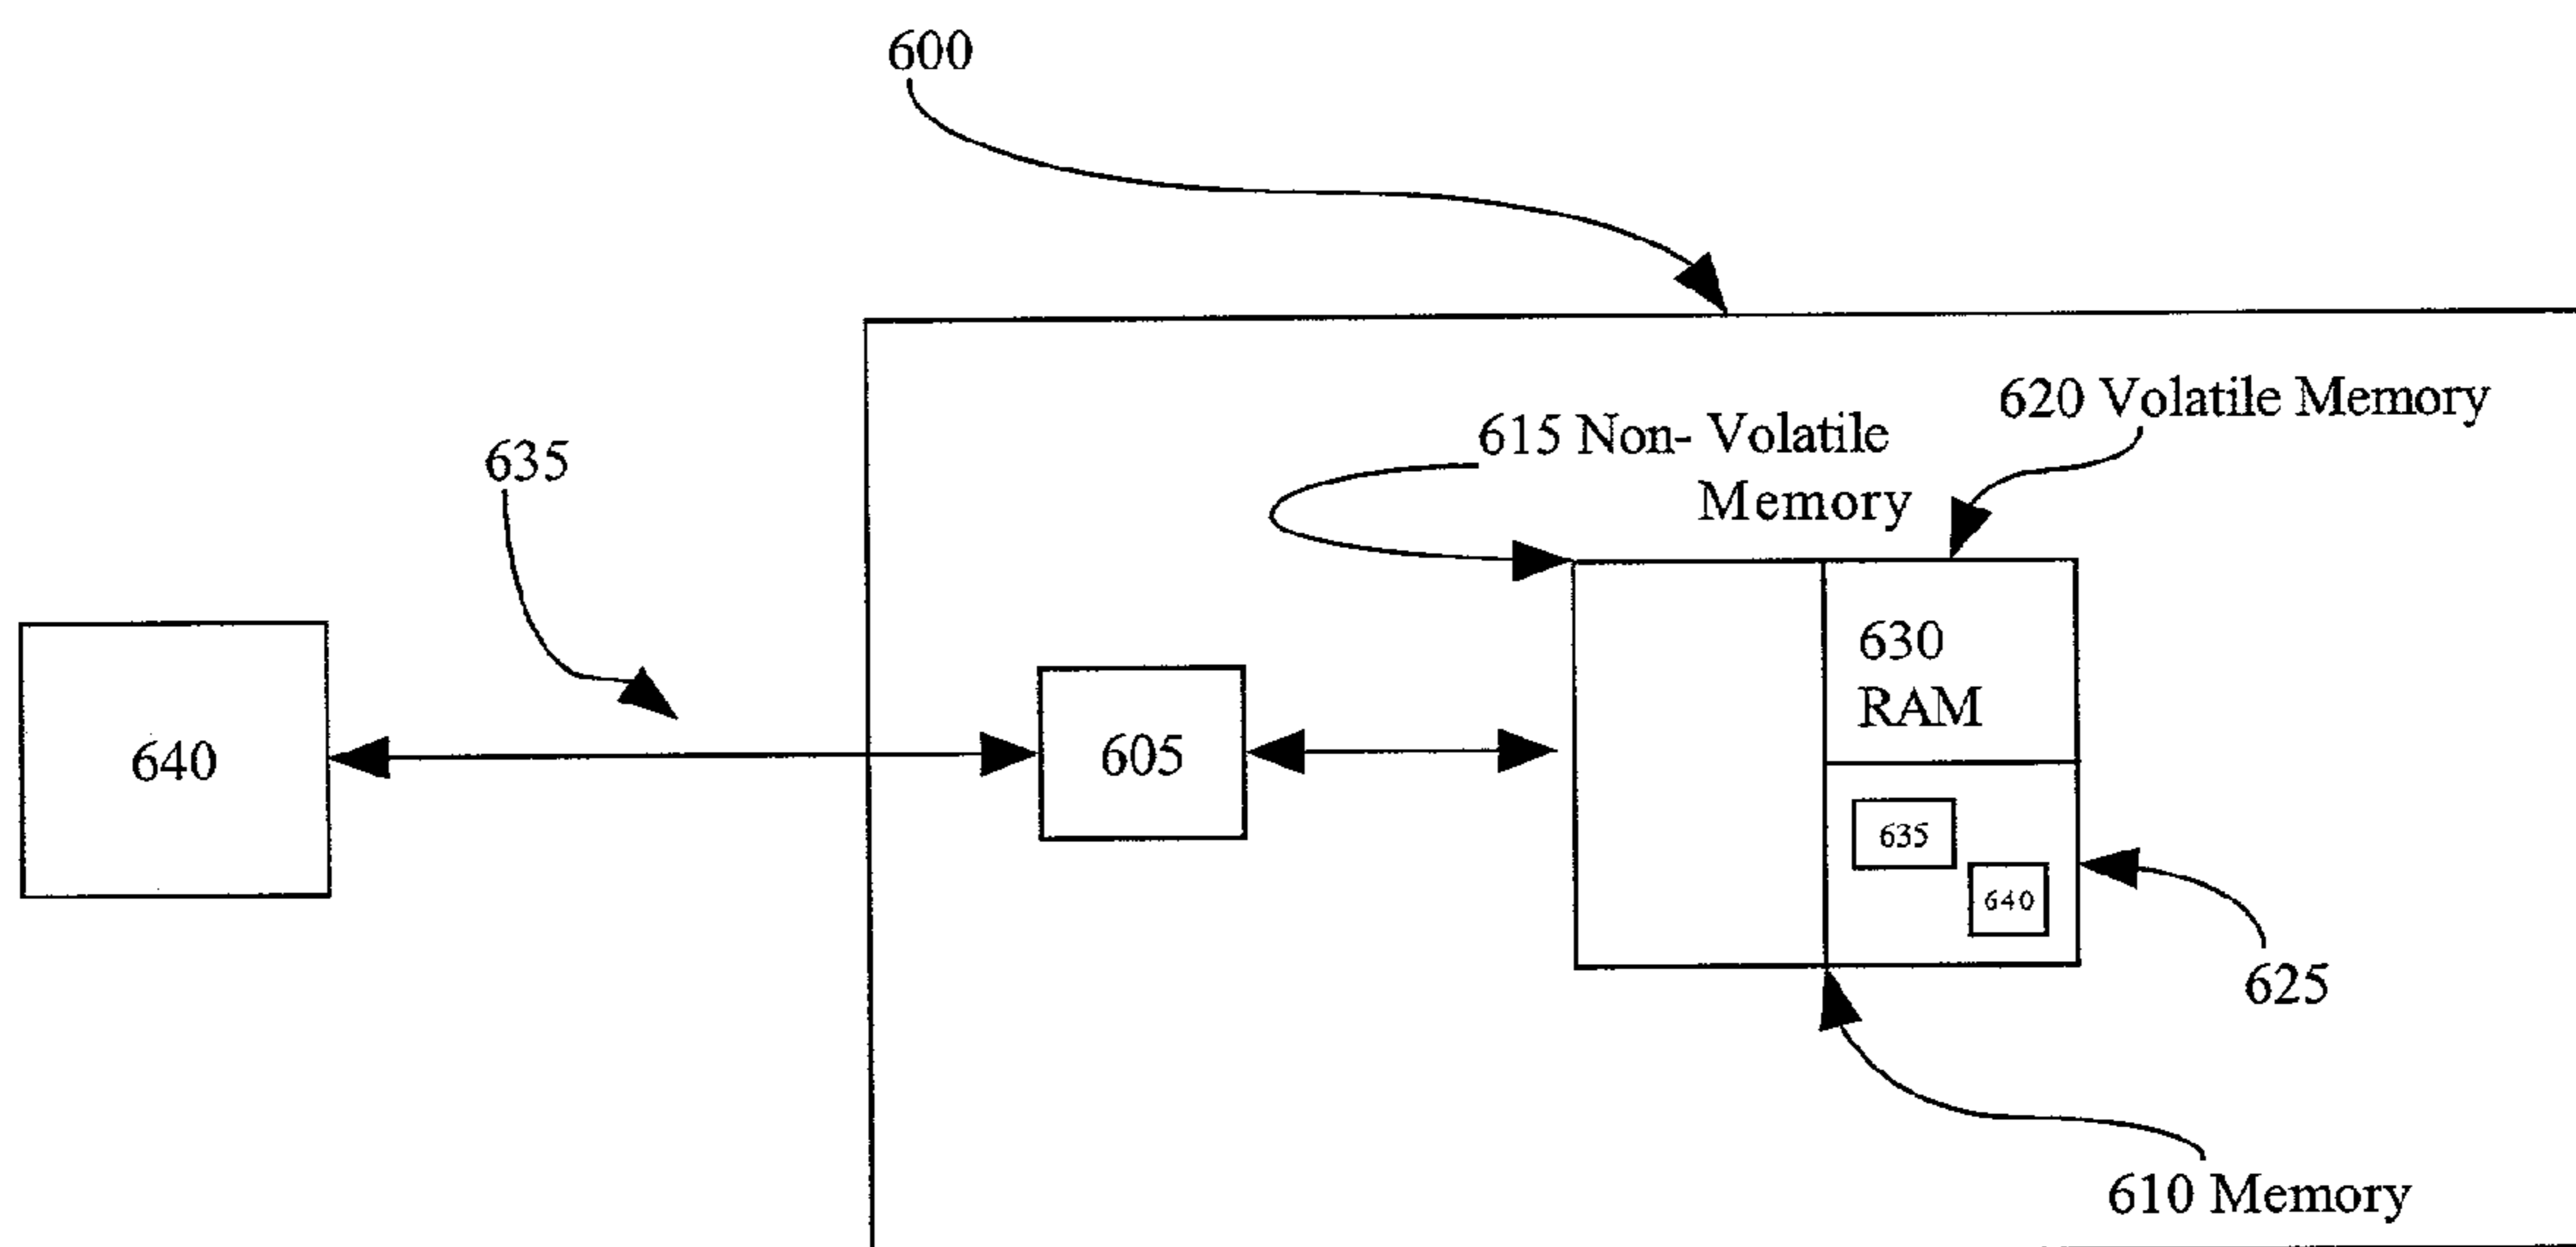 600
620 Volatile Memory
615 Non- Volatile
Memory
635
630
RAM
640
605
635
640
625
610 Memory